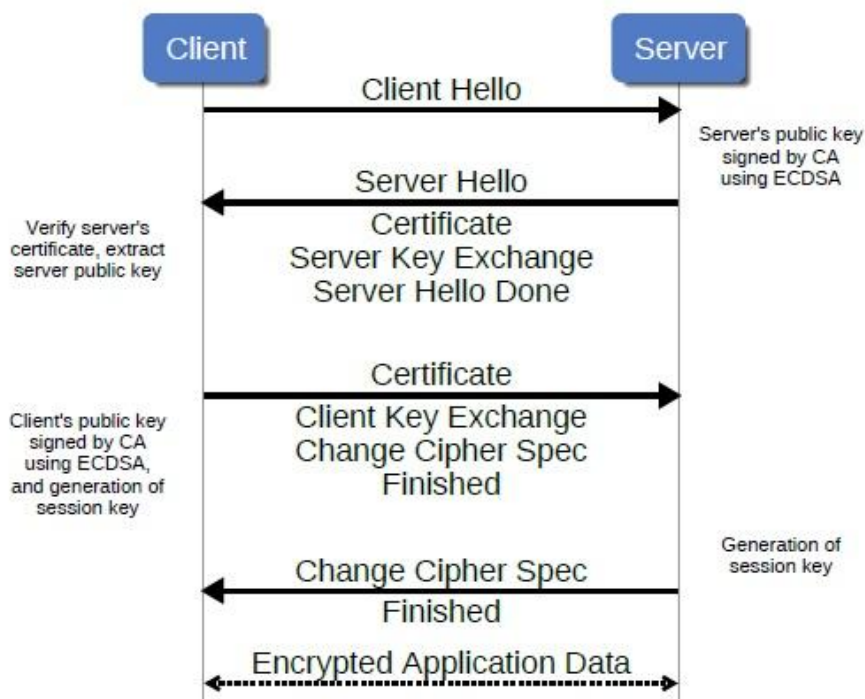 Client
Server
Client Hello
Server's public key
signed by CA
using ECDSA
Server Hello
Verify server's
certificate, extract
server public key
Certificate
Server Key Exchange
Server Hello Done
Certificate
Client's public key
signed by CA
using ECDSA,
and generation of
session key
Client Key Exchange
Change Cipher Spec
Finished
Generation of
session key
Change Cipher Spec
Finished
Encrypted Application Data